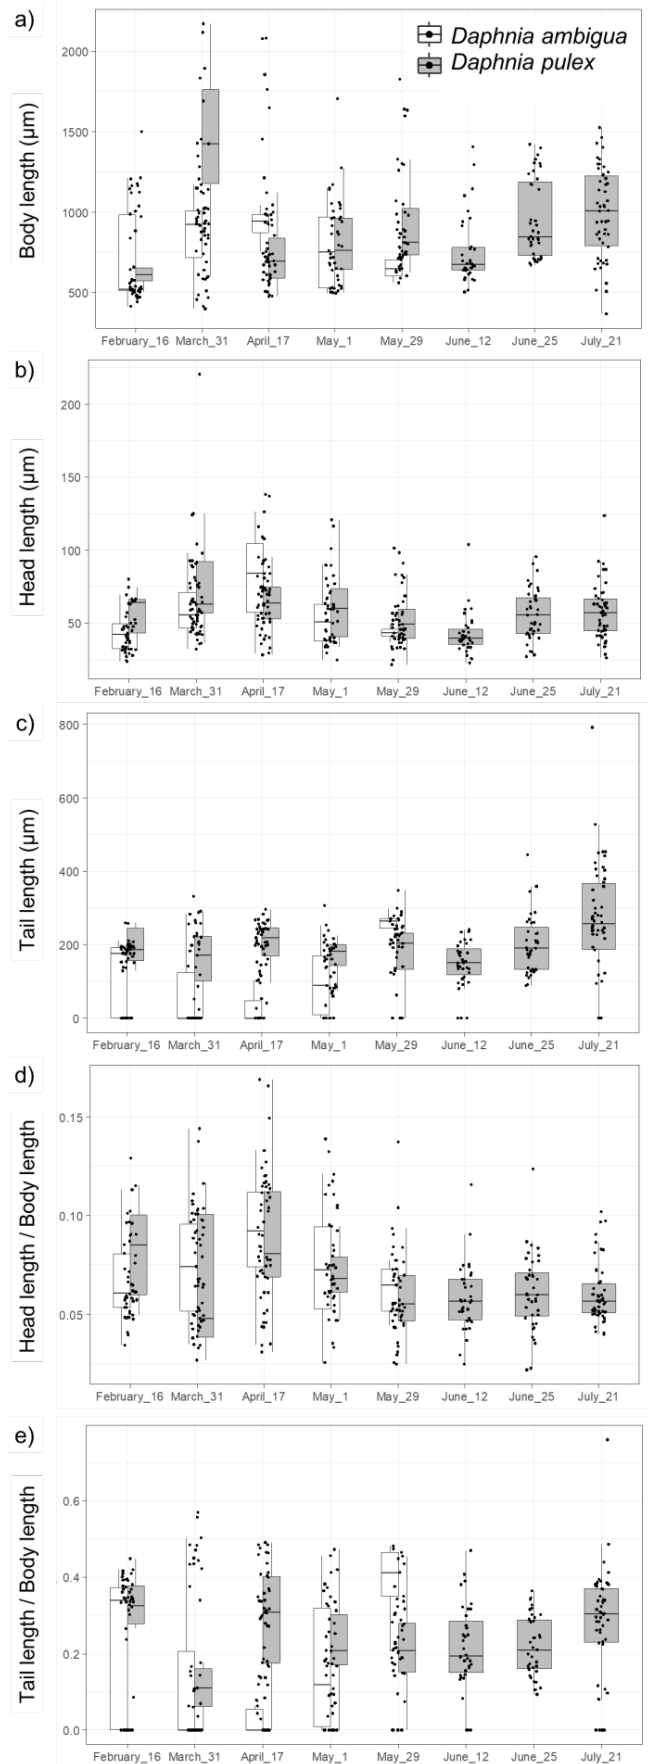 a)
Daphnia ambigua
Daphnia pulex
Body length (µm)
2000
1500
1000
500
February_16 March_31 April_17 May_1 May_29 June_12 June_25 July_21
b)
Head length (µm)
200
150
100
50
February_16 March_31 April_17 May_1 May_29 June_12 June_25 July_21
c)
Tail length (µm)
800
600
400
200
0
February_16 March_31 April_17 May_1 May_29 June_12 June_25 July_21
d)
Head length / Body length
0.15
0.10
0.05
February_16 March_31 April_17 May_1 May_29 June_12 June_25 July_21
e)
Tail length / Body length
0.6
0.4
0.2
0.0
February_16 March_31 April_17 May_1 May_29 June_12 June_25 July_21